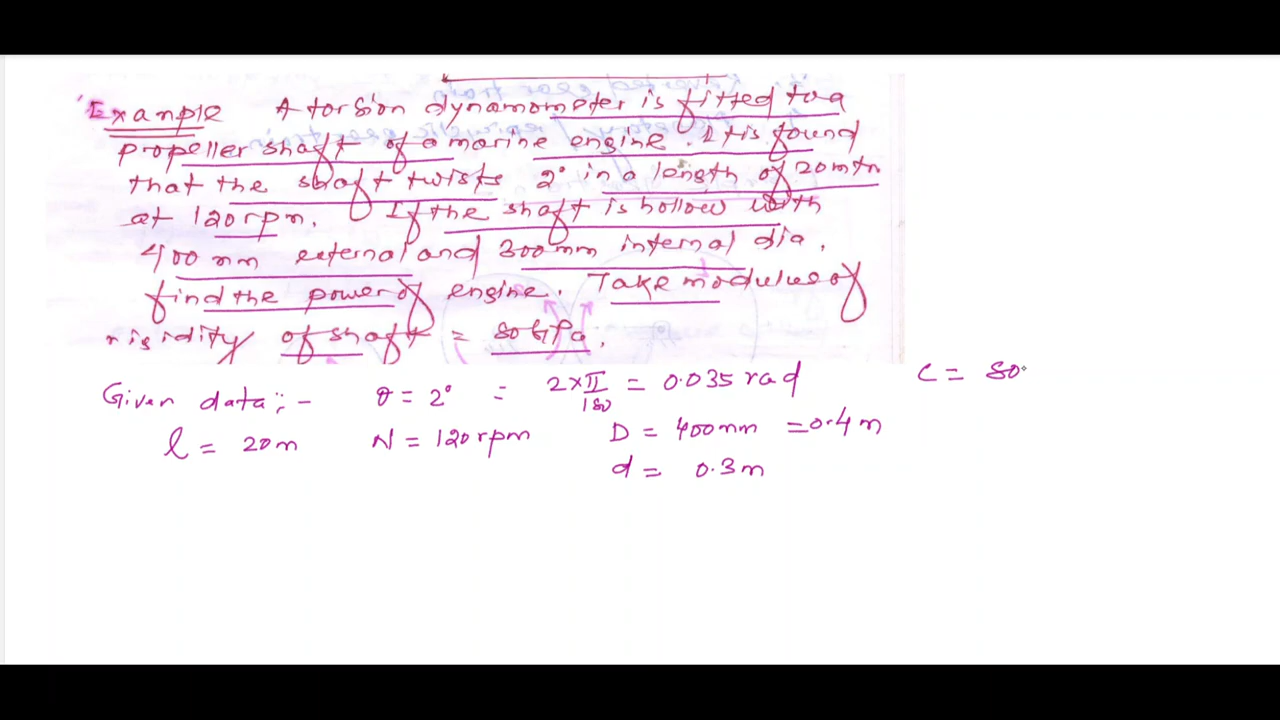 Example A torsion dynamometer is fitted to a
propeller shaft of a marine engine. It is found
that the shaft twists 2° in a length of 20 mtr
at 120 rpm. If the shaft is hollow with
400 mm external and 300 mm internal dia,
find the power of engine. Take modulus of
rigidity of shaft = 80 GPa.
Given data:- θ = 2° = 2×π/180 = 0.035 rad C = 80
l = 20m N = 120 rpm D = 400mm = 0.4 m
d = 0.3 m